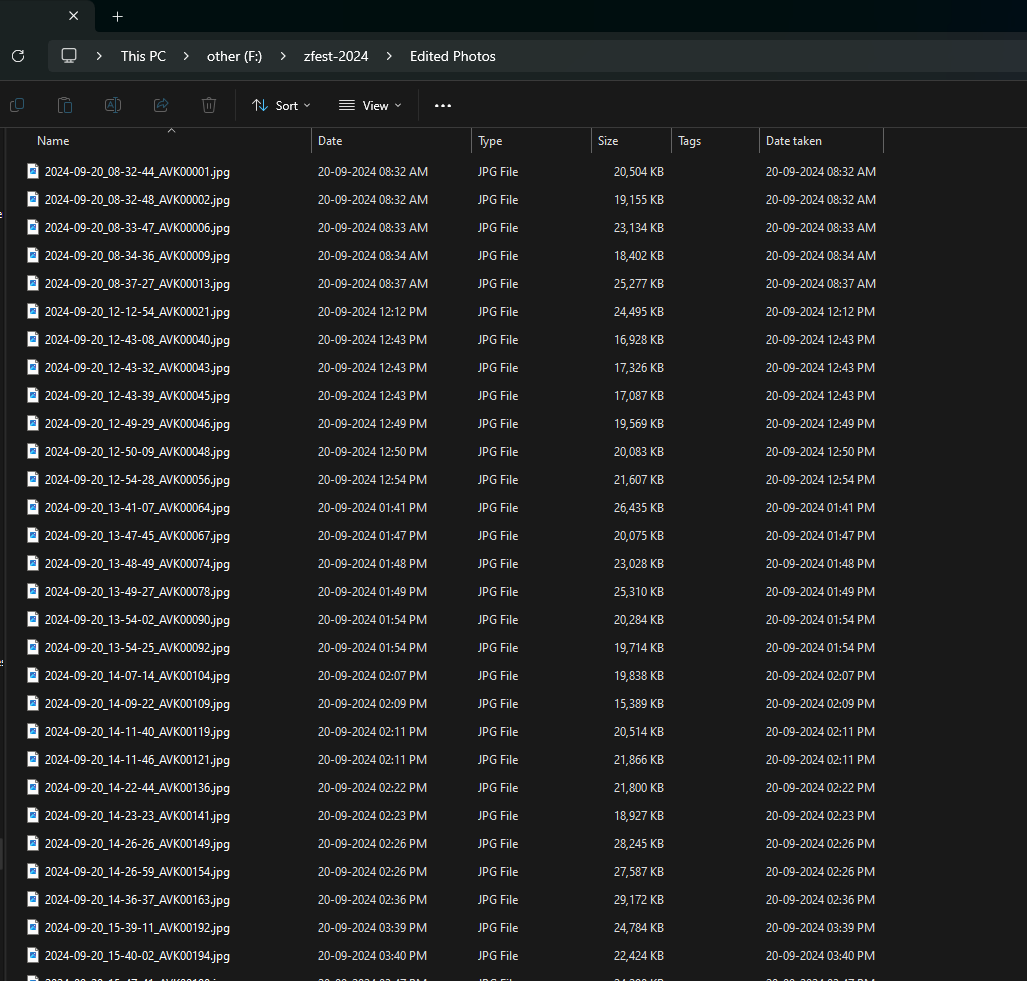 This PC > other (F:) > zfest-2024 > Edited Photos
Sort View
Name Date Type Size Tags Date taken
2024-09-20_08-32-44_AVK00001.jpg 20-09-2024 08:32 AM JPG File 20,504 KB 20-09-2024 08:32 AM
2024-09-20_08-32-48_AVK00002.jpg 20-09-2024 08:32 AM JPG File 19,155 KB 20-09-2024 08:32 AM
2024-09-20_08-33-47_AVK00006.jpg 20-09-2024 08:33 AM JPG File 23,134 KB 20-09-2024 08:33 AM
2024-09-20_08-34-36_AVK00009.jpg 20-09-2024 08:34 AM JPG File 18,402 KB 20-09-2024 08:34 AM
2024-09-20_08-37-27_AVK00013.jpg 20-09-2024 08:37 AM JPG File 25,277 KB 20-09-2024 08:37 AM
2024-09-20_12-12-54_AVK00021.jpg 20-09-2024 12:12 PM JPG File 24,495 KB 20-09-2024 12:12 PM
2024-09-20_12-43-08_AVK00040.jpg 20-09-2024 12:43 PM JPG File 16,928 KB 20-09-2024 12:43 PM
2024-09-20_12-43-32_AVK00043.jpg 20-09-2024 12:43 PM JPG File 17,326 KB 20-09-2024 12:43 PM
2024-09-20_12-43-39_AVK00045.jpg 20-09-2024 12:43 PM JPG File 17,087 KB 20-09-2024 12:43 PM
2024-09-20_12-49-29_AVK00046.jpg 20-09-2024 12:49 PM JPG File 19,569 KB 20-09-2024 12:49 PM
2024-09-20_12-50-09_AVK00048.jpg 20-09-2024 12:50 PM JPG File 20,083 KB 20-09-2024 12:50 PM
2024-09-20_12-54-28_AVK00056.jpg 20-09-2024 12:54 PM JPG File 21,607 KB 20-09-2024 12:54 PM
2024-09-20_13-41-07_AVK00064.jpg 20-09-2024 01:41 PM JPG File 26,435 KB 20-09-2024 01:41 PM
2024-09-20_13-47-45_AVK00067.jpg 20-09-2024 01:47 PM JPG File 20,075 KB 20-09-2024 01:47 PM
2024-09-20_13-48-49_AVK00074.jpg 20-09-2024 01:48 PM JPG File 23,028 KB 20-09-2024 01:48 PM
2024-09-20_13-49-27_AVK00078.jpg 20-09-2024 01:49 PM JPG File 25,310 KB 20-09-2024 01:49 PM
2024-09-20_13-54-02_AVK00090.jpg 20-09-2024 01:54 PM JPG File 20,284 KB 20-09-2024 01:54 PM
2024-09-20_13-54-25_AVK00092.jpg 20-09-2024 01:54 PM JPG File 19,714 KB 20-09-2024 01:54 PM
2024-09-20_14-07-14_AVK00104.jpg 20-09-2024 02:07 PM JPG File 19,838 KB 20-09-2024 02:07 PM
2024-09-20_14-09-22_AVK00109.jpg 20-09-2024 02:09 PM JPG File 15,389 KB 20-09-2024 02:09 PM
2024-09-20_14-11-40_AVK00119.jpg 20-09-2024 02:11 PM JPG File 20,514 KB 20-09-2024 02:11 PM
2024-09-20_14-11-46_AVK00121.jpg 20-09-2024 02:11 PM JPG File 21,866 KB 20-09-2024 02:11 PM
2024-09-20_14-22-44_AVK00136.jpg 20-09-2024 02:22 PM JPG File 21,800 KB 20-09-2024 02:22 PM
2024-09-20_14-23-23_AVK00141.jpg 20-09-2024 02:23 PM JPG File 18,927 KB 20-09-2024 02:23 PM
2024-09-20_14-26-26_AVK00149.jpg 20-09-2024 02:26 PM JPG File 28,245 KB 20-09-2024 02:26 PM
2024-09-20_14-26-59_AVK00154.jpg 20-09-2024 02:26 PM JPG File 27,587 KB 20-09-2024 02:26 PM
2024-09-20_14-36-37_AVK00163.jpg 20-09-2024 02:36 PM JPG File 29,172 KB 20-09-2024 02:36 PM
2024-09-20_15-39-11_AVK00192.jpg 20-09-2024 03:39 PM JPG File 24,784 KB 20-09-2024 03:39 PM
2024-09-20_15-40-02_AVK00194.jpg 20-09-2024 03:40 PM JPG File 22,424 KB 20-09-2024 03:40 PM